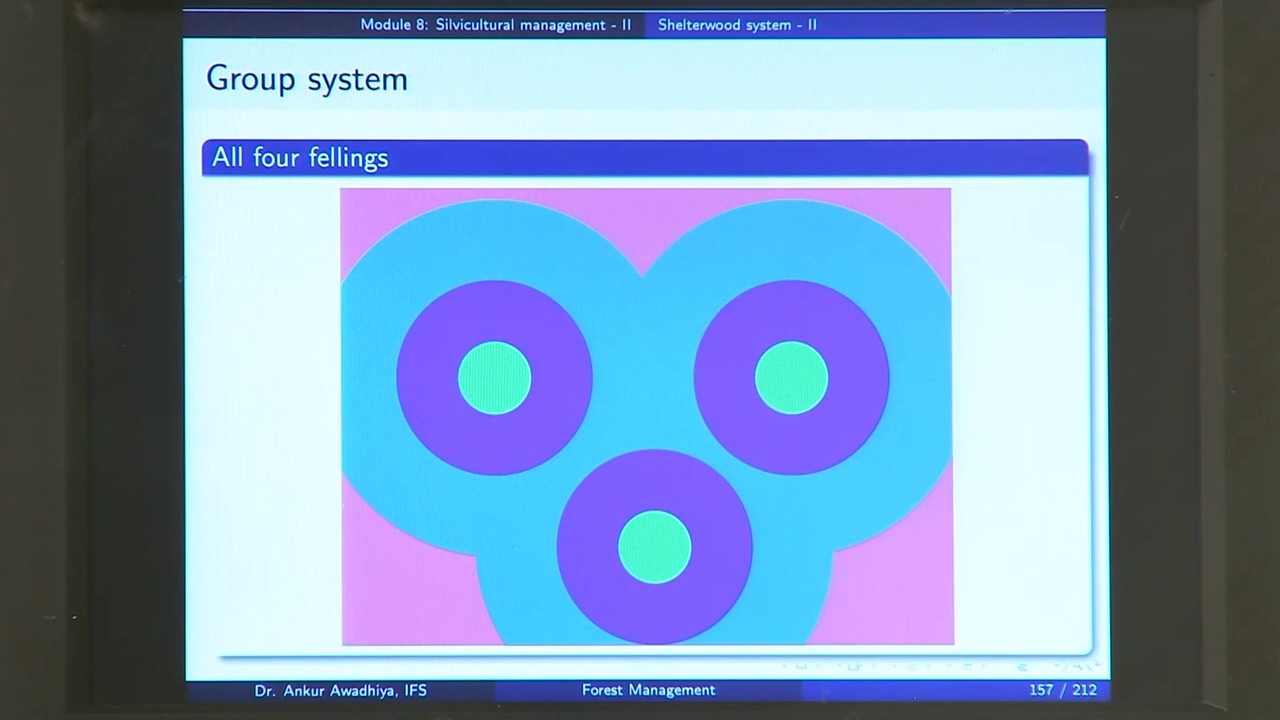 Module 8: Silvicultural management - II Shelterwood system - II
Group system
All four fellings
Dr. Ankur Awadhiya, IFS Forest Management 157 / 212